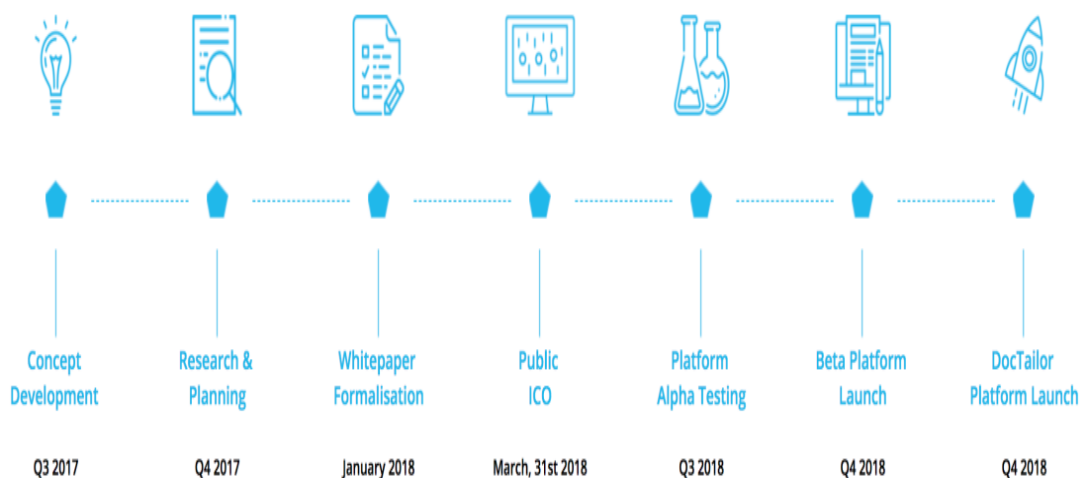 Concept
Development
Q3 2017
Research &
Planning
Q4 2017
Whitepaper
Formalisation
January 2018
Public
ICO
March, 31st 2018
Platform
Alpha Testing
Q3 2018
Beta Platform
Launch
Q4 2018
DocTailor
Platform Launch
Q4 2018